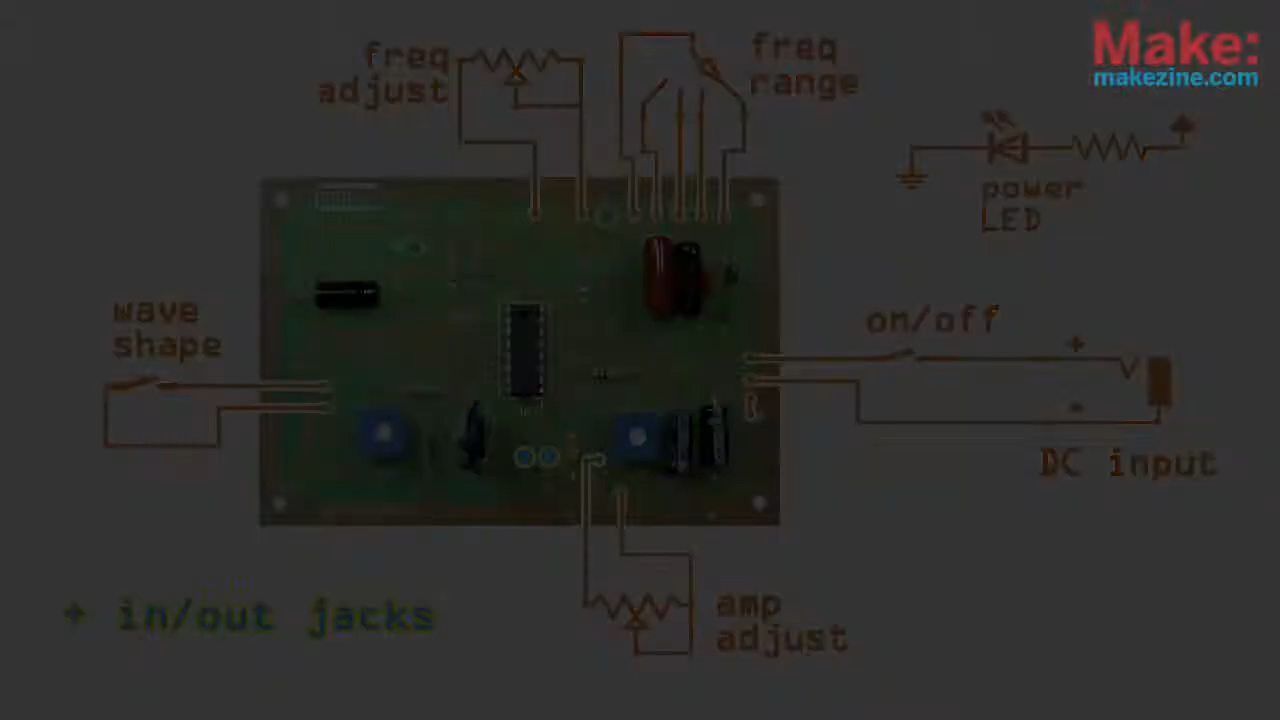 freq
adjust
freq
range
Make:
makezine.com
power
LED
wave
shape
on/off
+
-
DC input
+ in/out jacks
amp
adjust